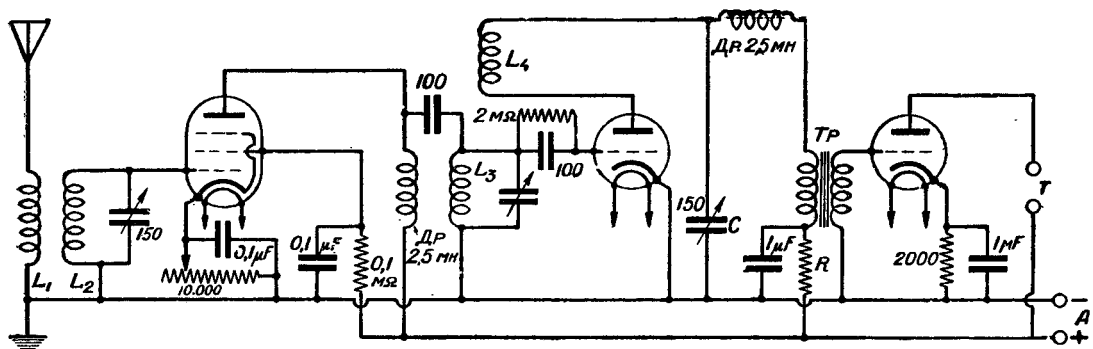 L₁
L₂
150
0,1μF
10.000
0,1 μF
0,1 мΩ
Др 2,5 мн
100
L₃
L₄
2 мΩ
100
150
C
Др 2,5 мн
Тр
1μF
R
2000
1мF
Т
А
−
+